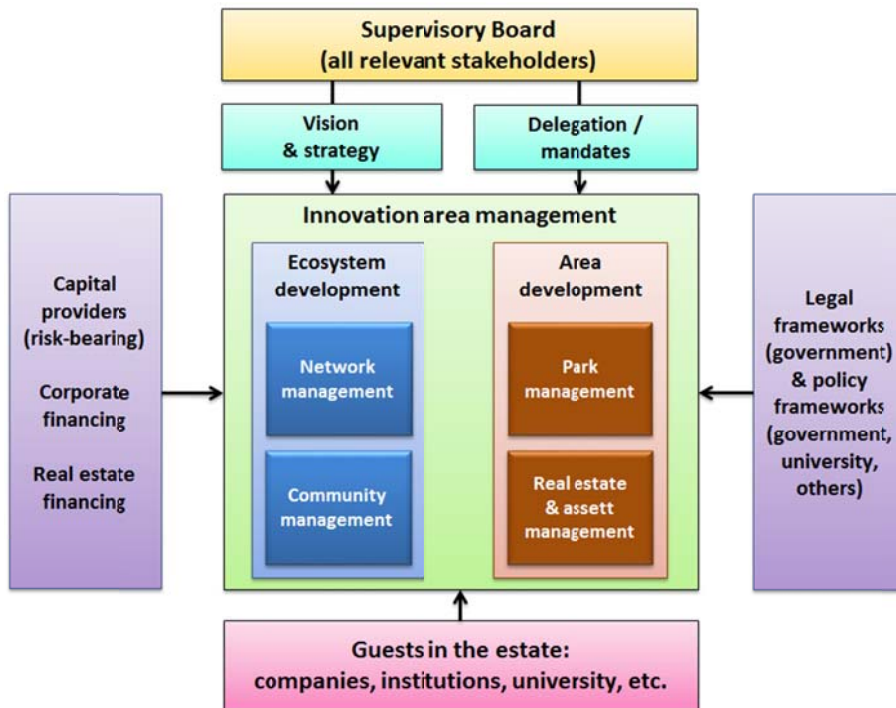 Supervisory Board
(all relevant stakeholders)
Vision
& strategy
Delegation /
mandates
Innovation area management
Capital
providers
(risk-bearing)
Corporate
financing
Real estate
financing
Ecosystem
development
Network
management
Community
management
Area
development
Park
management
Real estate
& assett
management
Legal
frameworks
(government)
& policy
frameworks
(government,
university,
others)
Guests in the estate:
companies, institutions, university, etc.